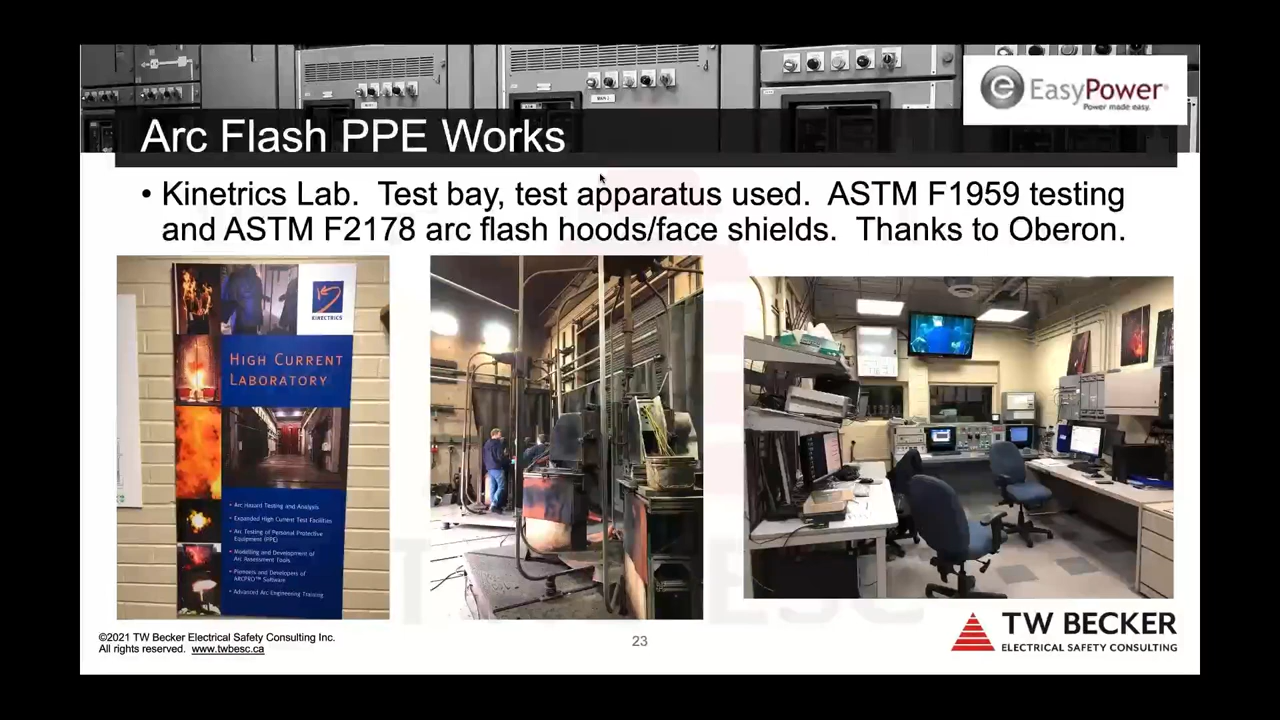 EasyPower®
Power made easy.
Arc Flash PPE Works
• Kinetrics Lab. Test bay, test apparatus used. ASTM F1959 testing
and ASTM F2178 arc flash hoods/face shields. Thanks to Oberon.
KINECTRICS
HIGH CURRENT
LABORATORY
• Arc Hazard Testing and Analysis
• Expanded High Current Test Facilities
• Arc Testing of Personal Protective
Equipment (PPE)
• Modelling and Development of
Arc Assessment Tools
• Pioneers and Developers of
ARCPRO™ Software
• Advanced Arc Engineering Training
©2021 TW Becker Electrical Safety Consulting Inc.
All rights reserved. www.twbesc.ca
23
TW BECKER
ELECTRICAL SAFETY CONSULTING